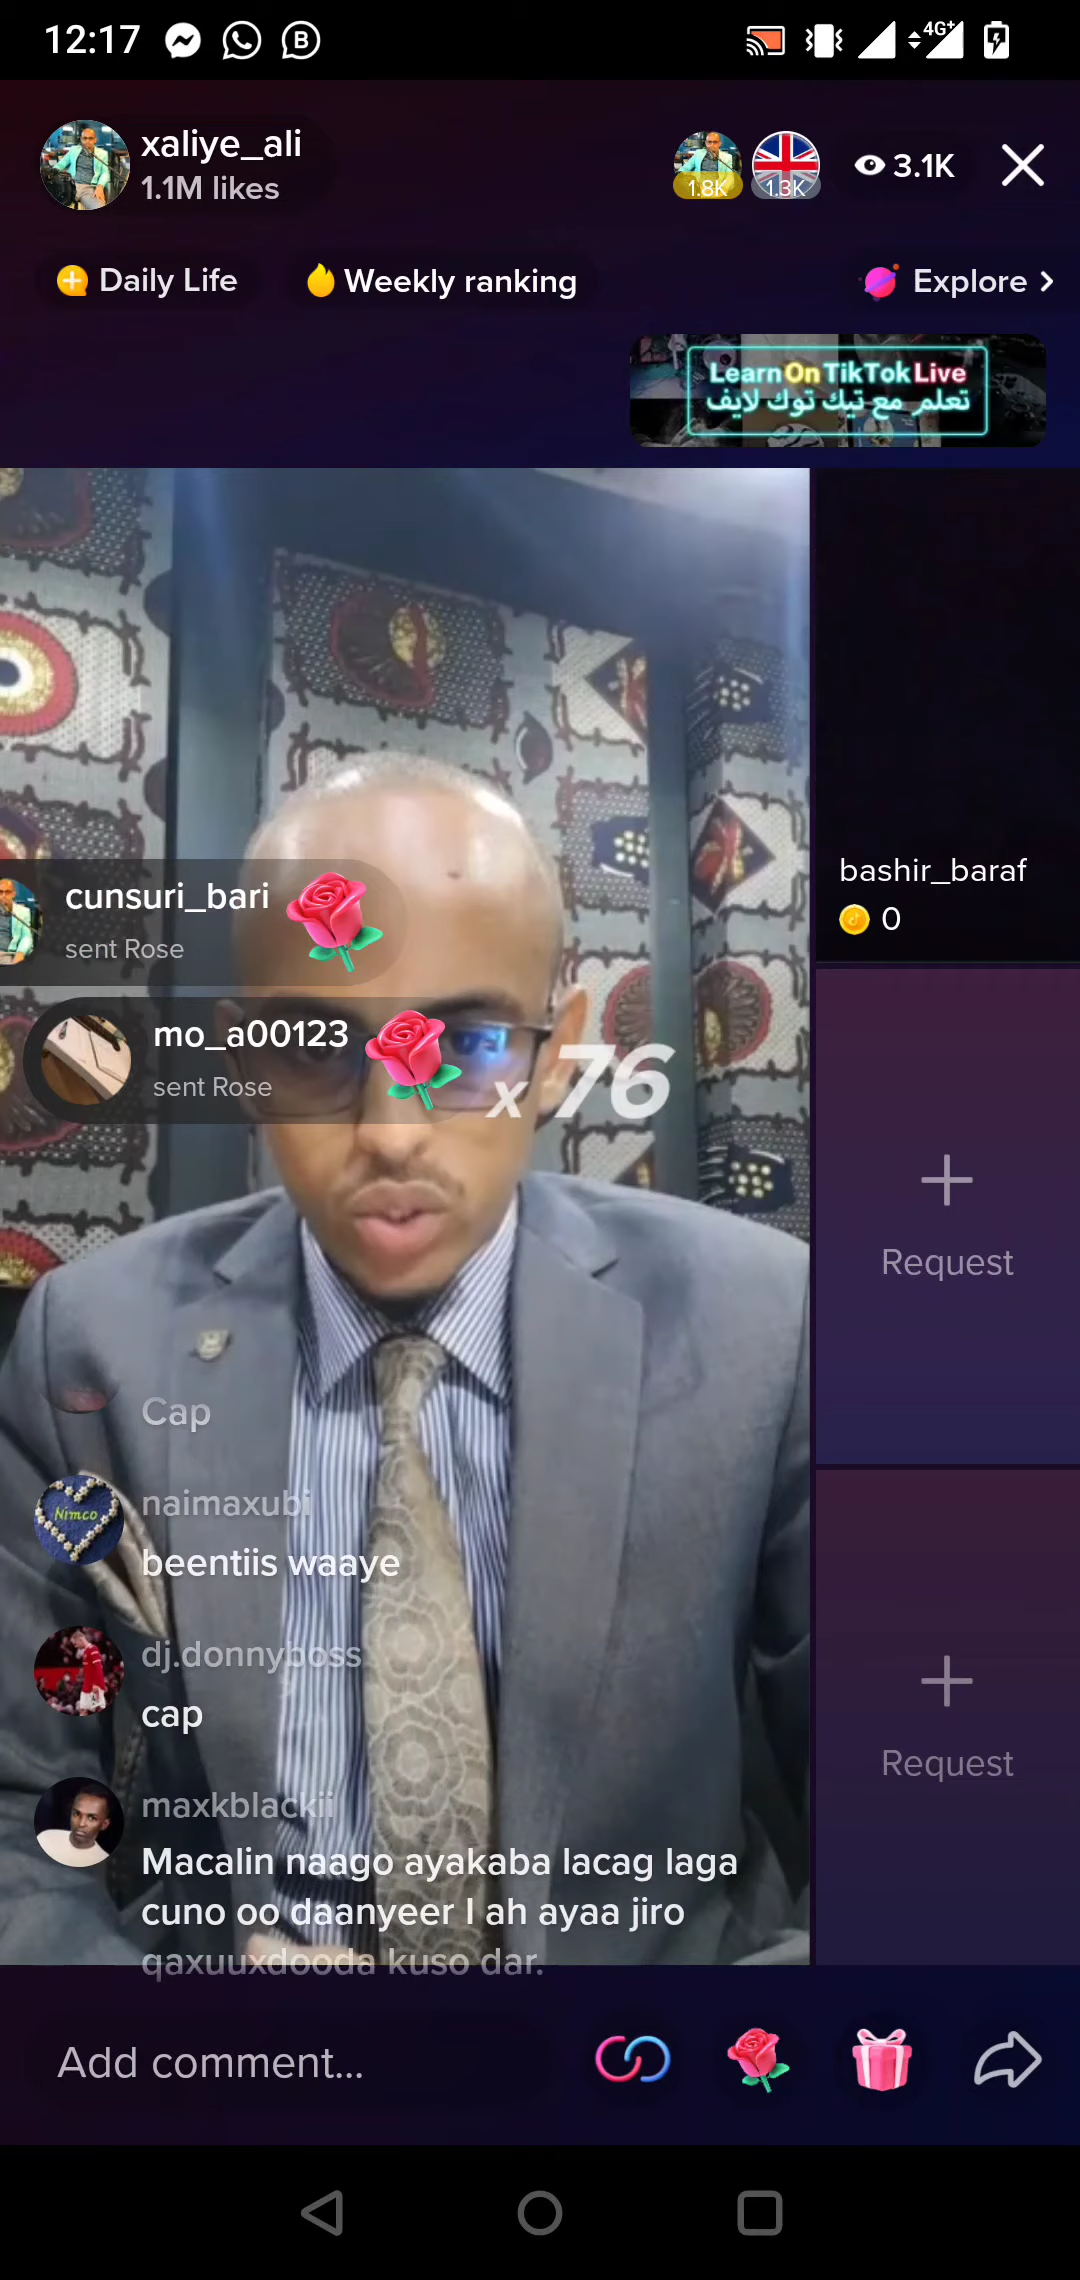 12:17
4G+
xaliye_ali
1.1M likes
1.8K
1.3K
3.1K
Daily Life
Weekly ranking
Explore
Learn On TikTok Live
تعلم مع تيك توك لايف
bashir_baraf
0
cunsuri_bari
sent Rose
mo_a00123
sent Rose
x 76
Request
Cap
naimaxubi
Nimco
beentiis waaye
dj.donnyboss
cap
Request
maxkblackii
Macalin naago ayakaba lacag laga
cuno oo daanyeer l ah ayaa jiro
qaxuuxdooda kuso dar.
Add comment...